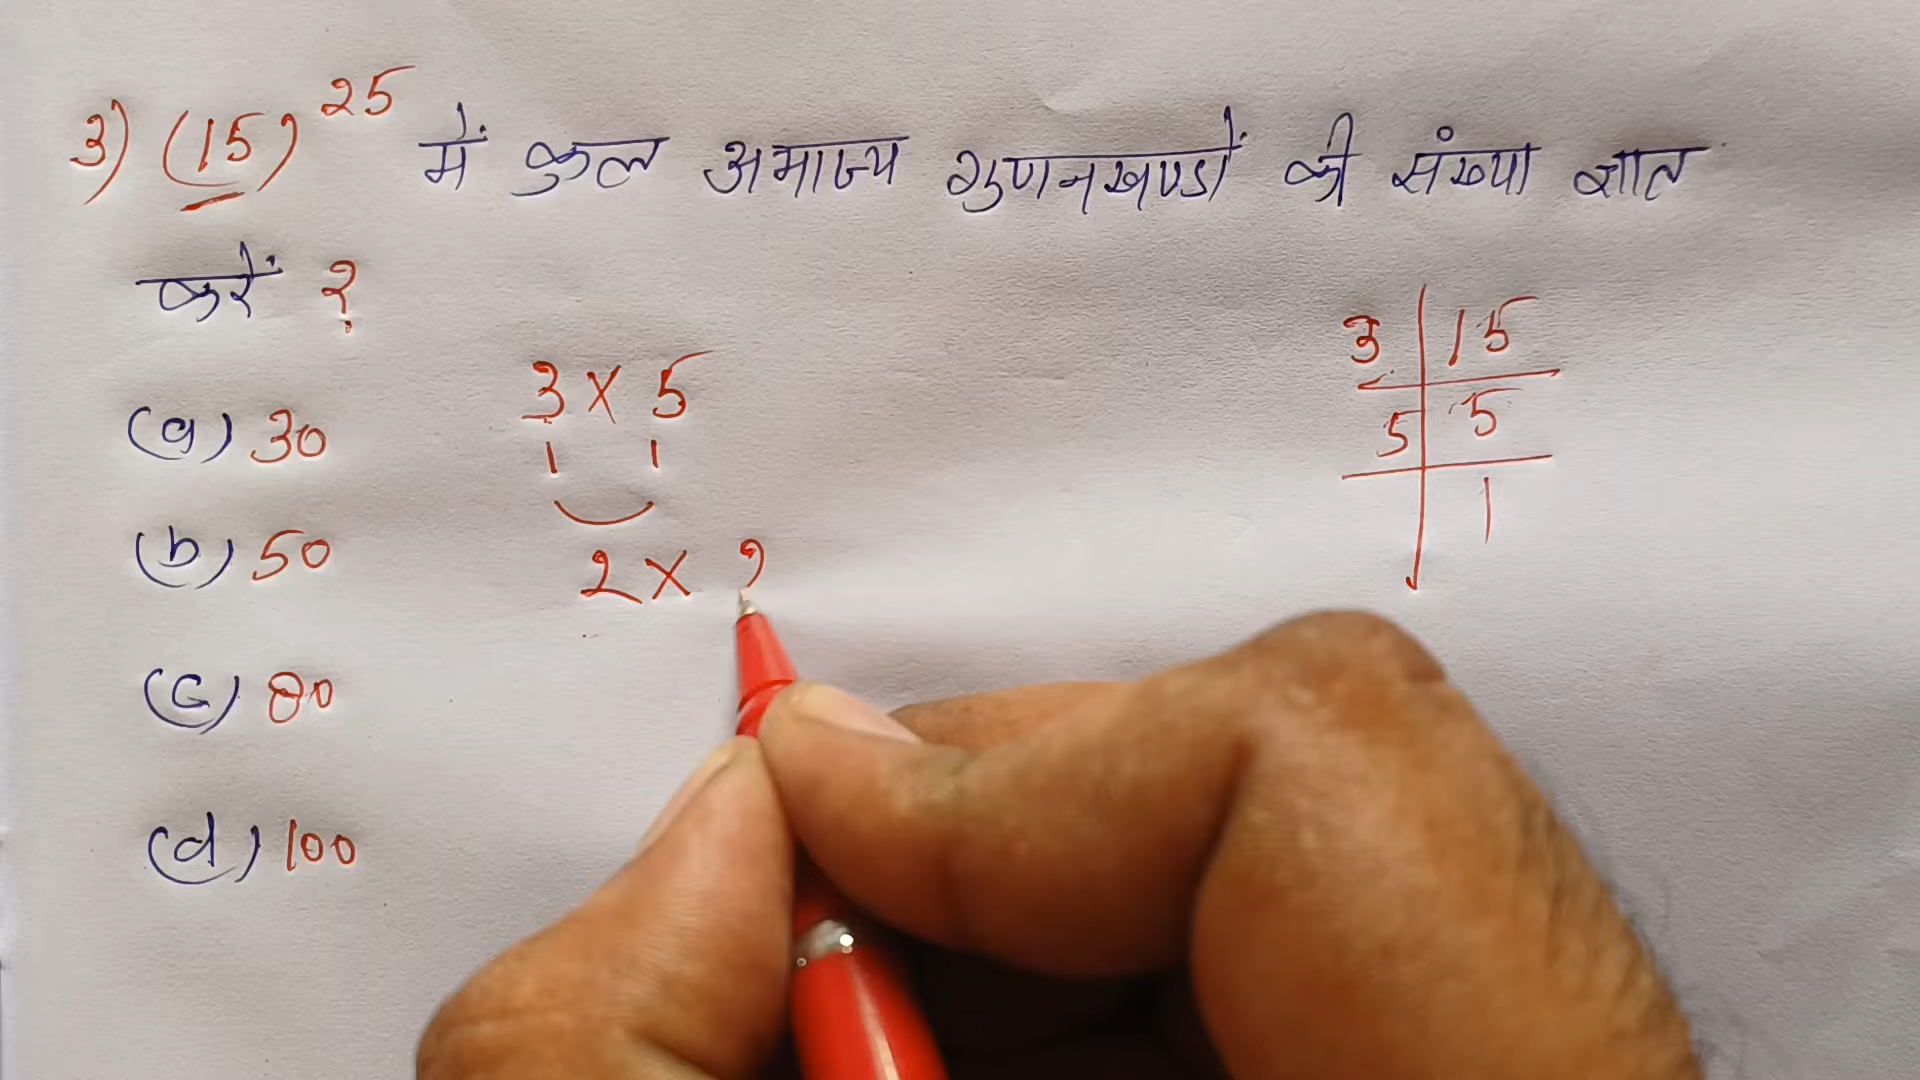 3) (15)²⁵ में कुल अभाज्य गुणनखण्डों की संख्या ज्ञात
करें ?
3 | 15
5 | 5
1
3 × 5
1 1
2 × 2
(a) 30
(b) 50
(c) 80
(d) 100